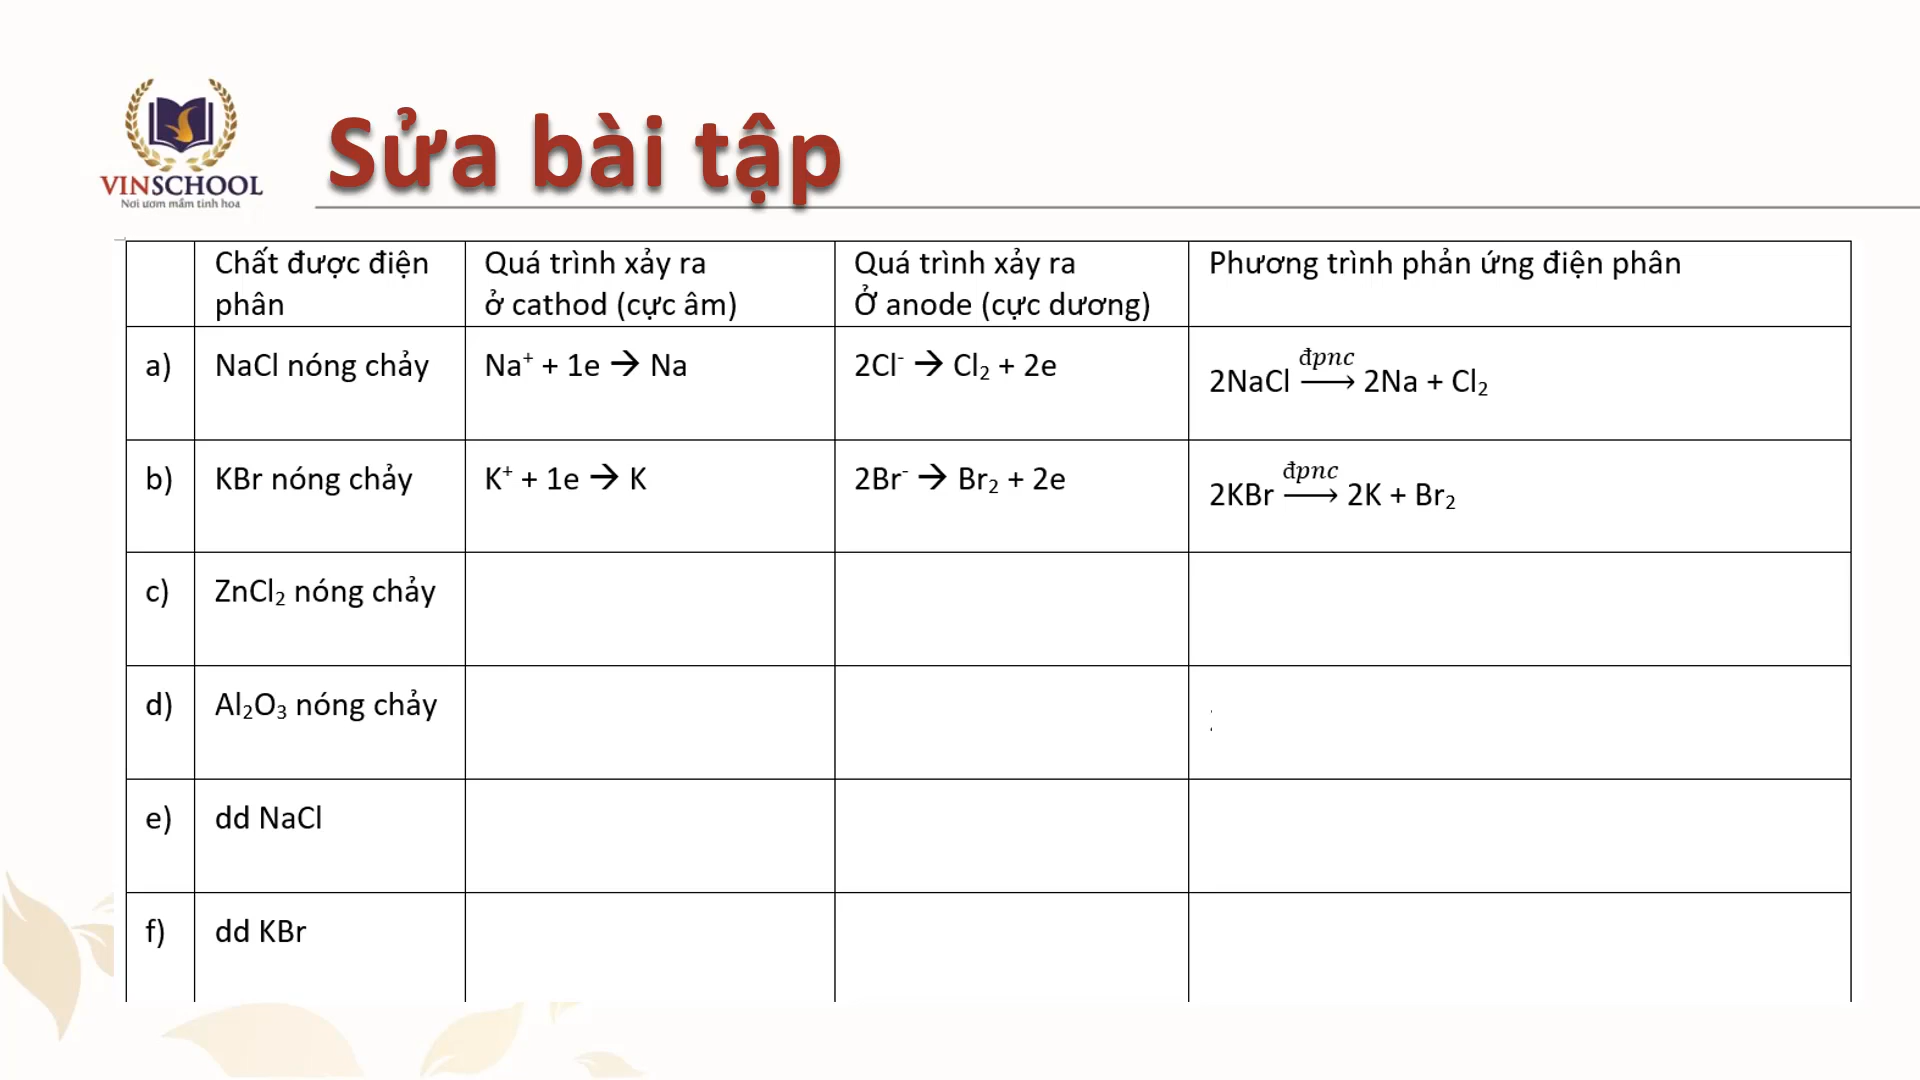 VINSCHOOL
Nơi ươm mầm tinh hoa
Sửa bài tập
Chất được điện phân
Quá trình xảy ra
ở cathod (cực âm)
Quá trình xảy ra
Ở anode (cực dương)
Phương trình phản ứng điện phân
a) NaCl nóng chảy Na⁺ + 1e → Na 2Cl⁻ → Cl₂ + 2e 2NaCl đpnc→ 2Na + Cl₂
b) KBr nóng chảy K⁺ + 1e → K 2Br⁻ → Br₂ + 2e 2KBr đpnc→ 2K + Br₂
c) ZnCl₂ nóng chảy
d) Al₂O₃ nóng chảy
e) dd NaCl
f) dd KBr